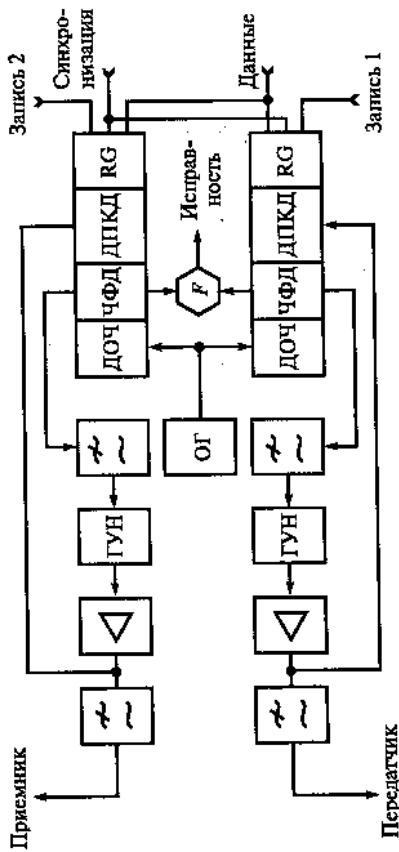 Запись 2
Синхро-
низация
Данные
Запись 1
RG
ДПКД
ЧФД
ДОЧ
Исправ-
ность
F
RG
ДПКД
ЧФД
ДОЧ
ОГ
ГУН
ГУН
Приемник
Передатчик